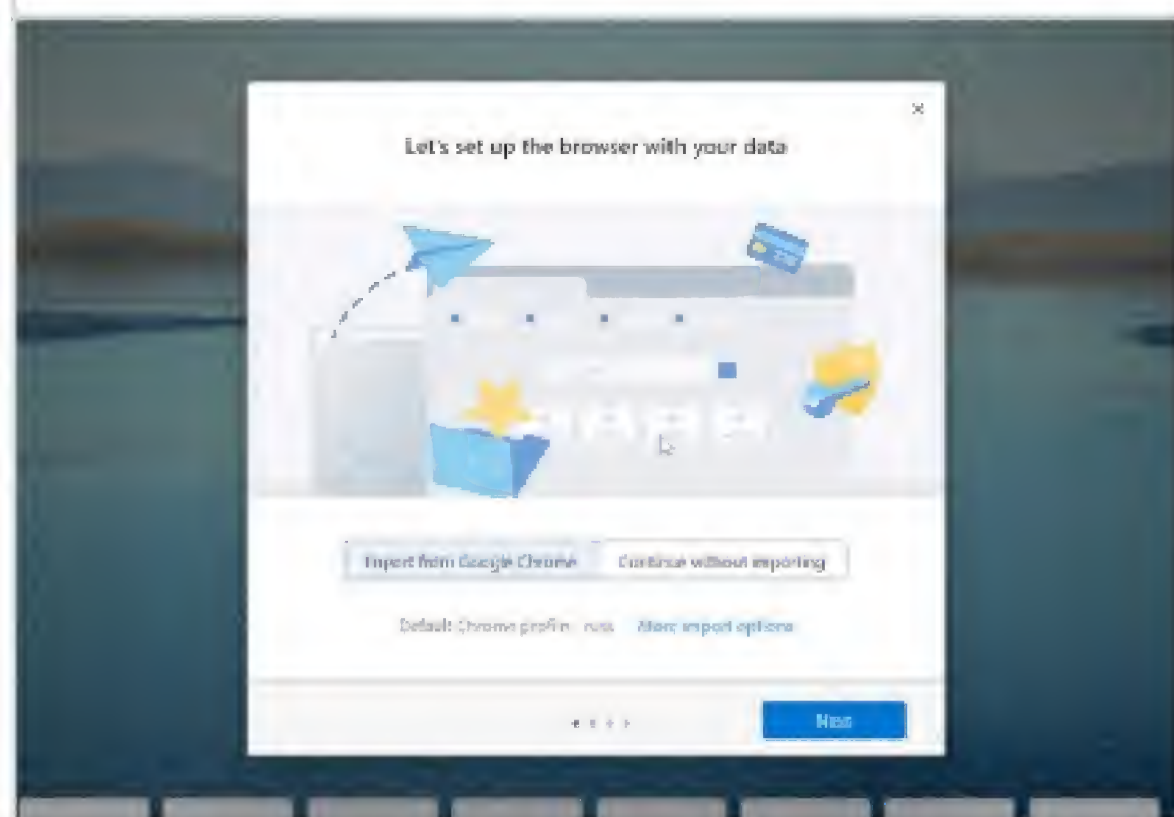 Let's set up the browser with your data
Import from Google Chrome
Continue without importing
Default Chrome profile More import options
Next